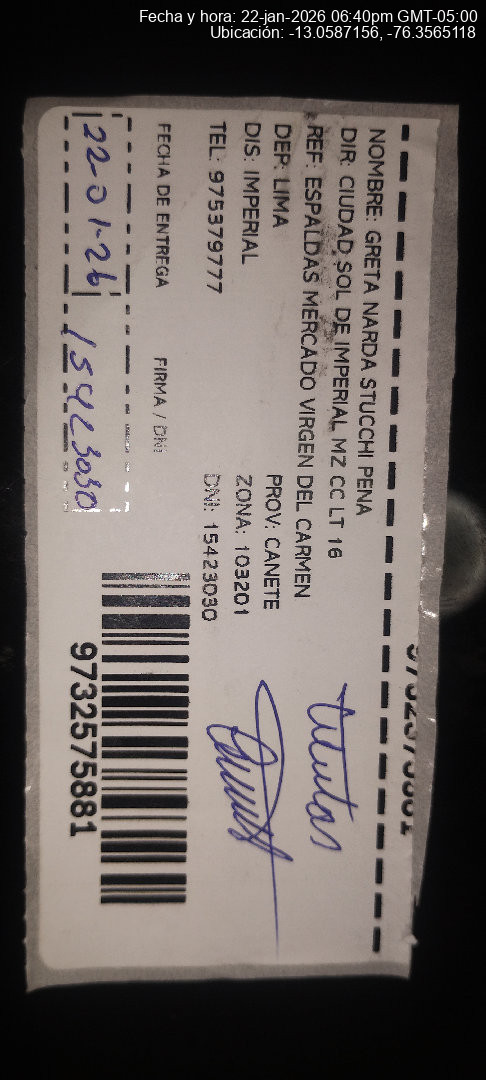 Fecha y hora: 22-jan-2026 06:40pm GMT-05:00
Ubicación: -13.0587156, -76.3565118
NOMBRE: GRETA NARDA STUCCHI PENA
DIR: CIUDAD SOL DE IMPERIAL MZ CC LT 16
REF: ESPALDAS MERCADO VIRGEN DEL CARMEN
DEP: LIMA PROV: CANETE
DIS: IMPERIAL ZONA: 103201
TEL: 975379777 DNI: 15423030
FECHA DE ENTREGA FIRMA / DNI:
22-01-26 15423030
9732575881
titutas
9732575881